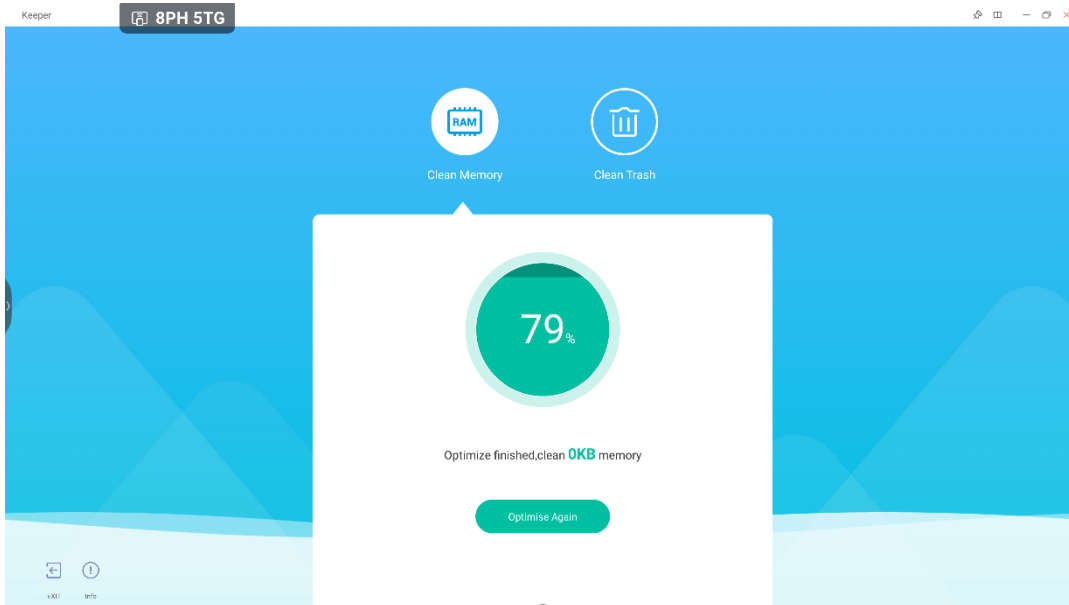 Keeper
8PH 5TG
RAM
Clean Memory
Clean Trash
79%
Optimize finished,clean 0KB memory
Optimise Again
EXIT
Info